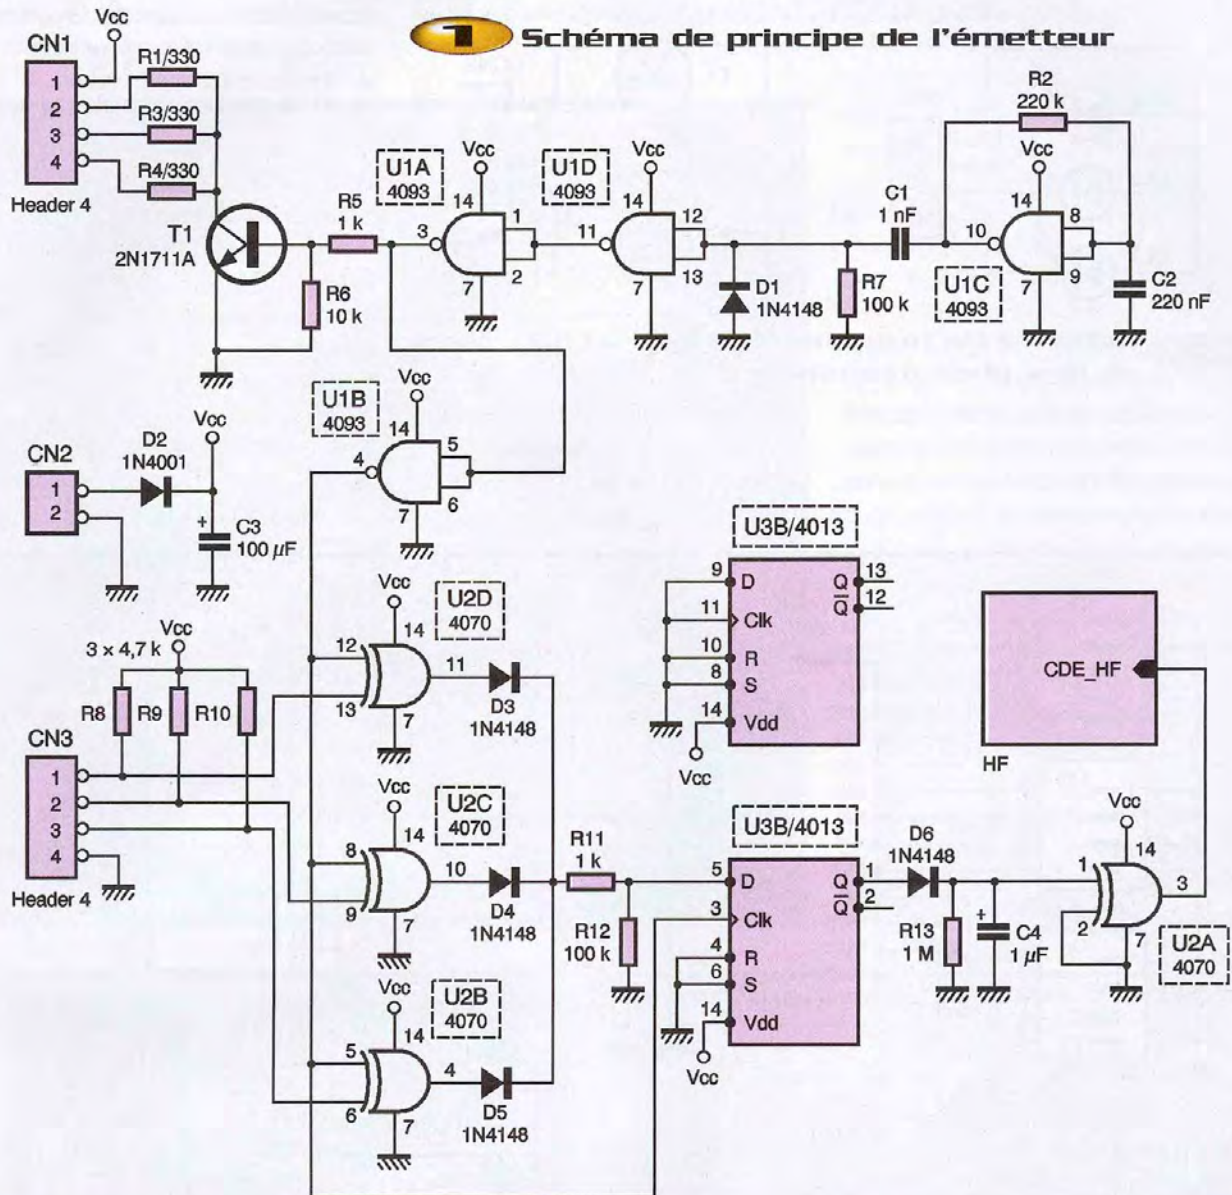 1 Schéma de principe de l'émetteur
CN1
Vcc
1
2
3
4
Header 4
R1/330
R3/330
R4/330
T1
2N1711A
R5
1 k
R6
10 k
U1A
4093
Vcc
14
3
1
2
7
U1D
4093
Vcc
14
11
12
13
7
D1
1N4148
R7
100 k
C1
1 nF
R2
220 k
Vcc
14
10
8
9
7
U1C
4093
C2
220 nF
U1B
4093
Vcc
14
4
5
6
7
CN2
1
2
D2
1N4001
Vcc
+
C3
100 µF
Vcc
3 x 4,7 k
R8
R9
R10
CN3
1
2
3
4
Header 4
Vcc
U2D
4070
14
12
11
13
7
D3
1N4148
Vcc
U2C
4070
14
8
10
9
7
D4
1N4148
Vcc
U2B
4070
14
5
4
6
7
D5
1N4148
R11
1 k
R12
100 k
U3B/4013
9
D
Q
13
11
Clk
Q
12
10
R
8
S
14
Vdd
Vcc
U3B/4013
5
D
Q
1
3
Clk
Q
2
4
R
6
S
14
Vdd
Vcc
CDE_HF
HF
D6
1N4148
R13
1 M
+
C4
1 µF
Vcc
14
1
3
2
7
U2A
4070